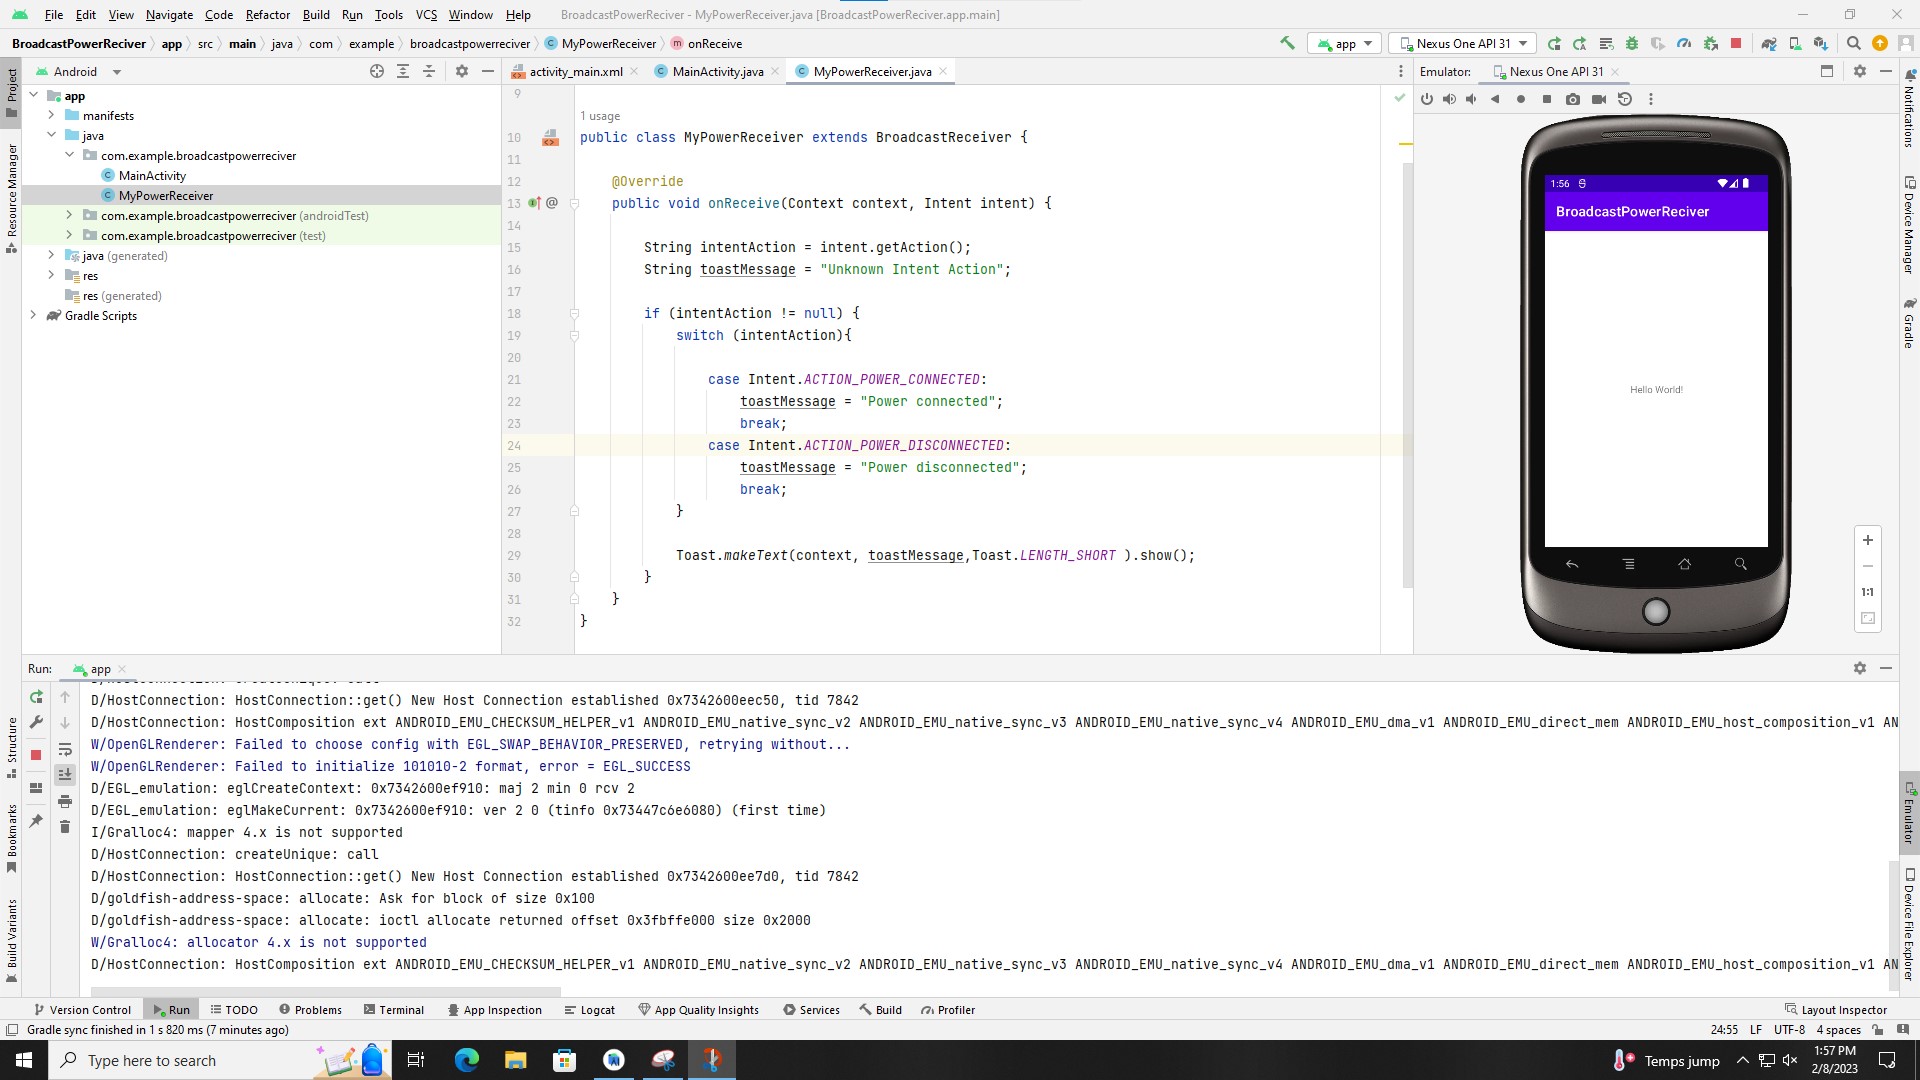 File Edit View Navigate Code Refactor Build Run Tools VCS Window Help BroadcastPowerReciver - MyPowerReceiver.java [BroadcastPowerReciver.app.main]
BroadcastPowerReciver app src main java com example broadcastpowerreciver MyPowerReceiver onReceive app Nexus One API 31
Project
Resource Manager
Structure
Bookmarks
Build Variants
Android
app
manifests
java
com.example.broadcastpowerreciver
MainActivity
MyPowerReceiver
com.example.broadcastpowerreciver (androidTest)
com.example.broadcastpowerreciver (test)
java (generated)
res
res (generated)
Gradle Scripts
activity_main.xml MainActivity.java MyPowerReceiver.java
9
1 usage
10 public class MyPowerReceiver extends BroadcastReceiver {
11
12 @Override
13 public void onReceive(Context context, Intent intent) {
14
15 String intentAction = intent.getAction();
16 String toastMessage = "Unknown Intent Action";
17
18 if (intentAction != null) {
19 switch (intentAction){
20
21 case Intent.ACTION_POWER_CONNECTED:
22 toastMessage = "Power connected";
23 break;
24 case Intent.ACTION_POWER_DISCONNECTED:
25 toastMessage = "Power disconnected";
26 break;
27 }
28
29 Toast.makeText(context, toastMessage,Toast.LENGTH_SHORT ).show();
30 }
31 }
32 }
Emulator: Nexus One API 31
1:56
BroadcastPowerReciver
Hello World!
1:1
Notifications
Device Manager
Gradle
Emulator
Device File Explorer
Run: app
D/HostConnection: HostConnection::get() New Host Connection established 0x7342600eec50, tid 7842
D/HostConnection: HostComposition ext ANDROID_EMU_CHECKSUM_HELPER_v1 ANDROID_EMU_native_sync_v2 ANDROID_EMU_native_sync_v3 ANDROID_EMU_native_sync_v4 ANDROID_EMU_dma_v1 ANDROID_EMU_direct_mem ANDROID_EMU_host_composition_v1 AN
W/OpenGLRenderer: Failed to choose config with EGL_SWAP_BEHAVIOR_PRESERVED, retrying without...
W/OpenGLRenderer: Failed to initialize 101010-2 format, error = EGL_SUCCESS
D/EGL_emulation: eglCreateContext: 0x7342600ef910: maj 2 min 0 rcv 2
D/EGL_emulation: eglMakeCurrent: 0x7342600ef910: ver 2 0 (tinfo 0x73447c6e6080) (first time)
I/Gralloc4: mapper 4.x is not supported
D/HostConnection: createUnique: call
D/HostConnection: HostConnection::get() New Host Connection established 0x7342600ee7d0, tid 7842
D/goldfish-address-space: allocate: Ask for block of size 0x100
D/goldfish-address-space: allocate: ioctl allocate returned offset 0x3fbffe000 size 0x2000
W/Gralloc4: allocator 4.x is not supported
D/HostConnection: HostComposition ext ANDROID_EMU_CHECKSUM_HELPER_v1 ANDROID_EMU_native_sync_v2 ANDROID_EMU_native_sync_v3 ANDROID_EMU_native_sync_v4 ANDROID_EMU_dma_v1 ANDROID_EMU_direct_mem ANDROID_EMU_host_composition_v1 AN
Version Control Run TODO Problems Terminal App Inspection Logcat App Quality Insights Services Build Profiler Layout Inspector
Gradle sync finished in 1 s 820 ms (7 minutes ago) 24:55 LF UTF-8 4 spaces
Type here to search Temps jump 1:57 PM
2/8/2023